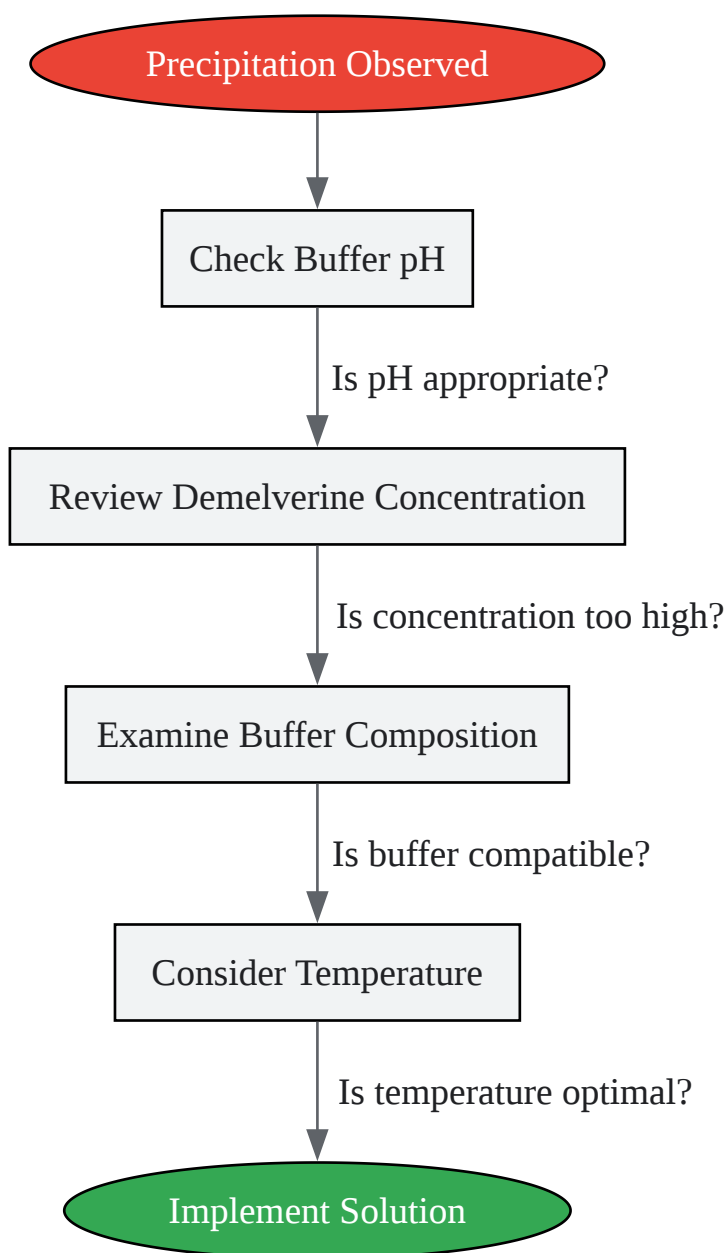 Precipitation Observed
Check Buffer pH
Is pH appropriate?
Review Demelverine Concentration
Is concentration too high?
Examine Buffer Composition
Is buffer compatible?
Consider Temperature
Is temperature optimal?
Implement Solution